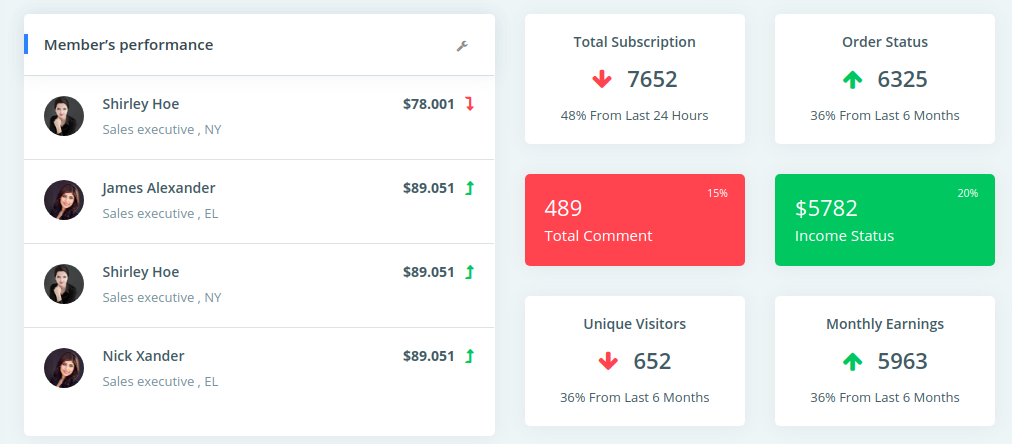 Member’s performance
Shirley Hoe
$78.001
Sales executive , NY
James Alexander
$89.051
Sales executive , EL
Shirley Hoe
$89.051
Sales executive , NY
Nick Xander
$89.051
Sales executive , EL
Total Subscription
7652
48% From Last 24 Hours
Order Status
6325
36% From Last 6 Months
15%
489
Total Comment
20%
$5782
Income Status
Unique Visitors
652
36% From Last 6 Months
Monthly Earnings
5963
36% From Last 6 Months